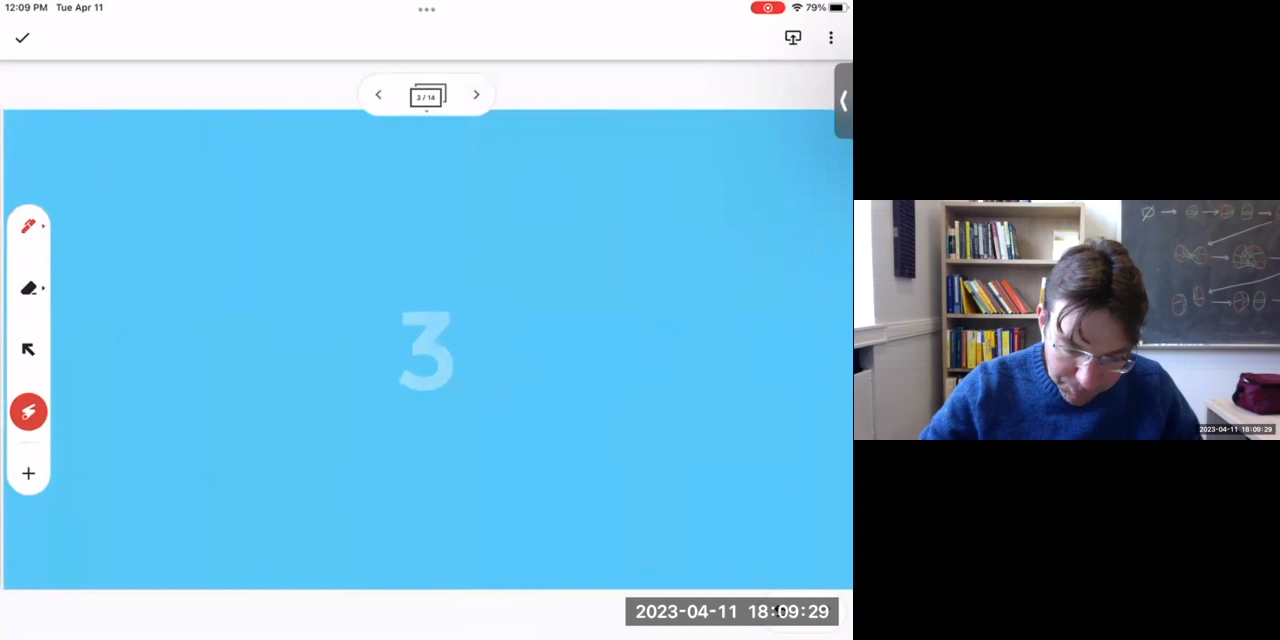 12:09 PM Tue Apr 11
79%
3 / 14
3
2023-04-11 18:09:29
2023-04-11 18:09:29